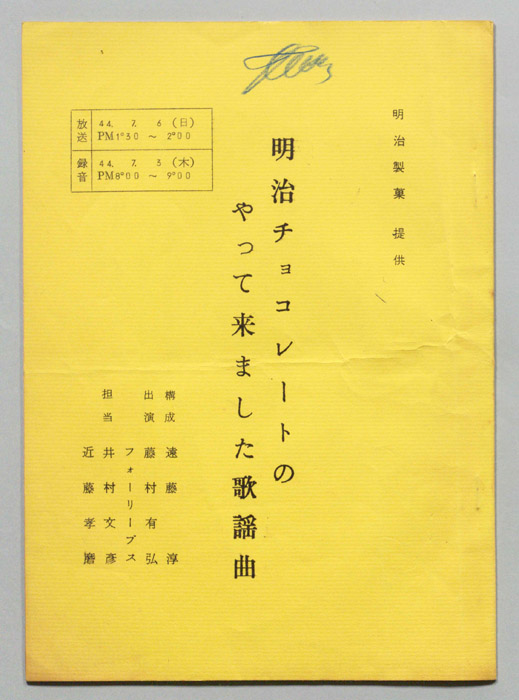 明治製菓 提供
明治チョコレートの
やって来ました歌謡曲
放送 44. 7. 6 (日)
PM1°30 ～ 2°00
録音 44. 7. 3 (木)
PM8°00 ～ 9°00
構成 遠藤 淳
出演 藤村有弘
フォーリーブス
担当 井村文彦
近藤孝磨